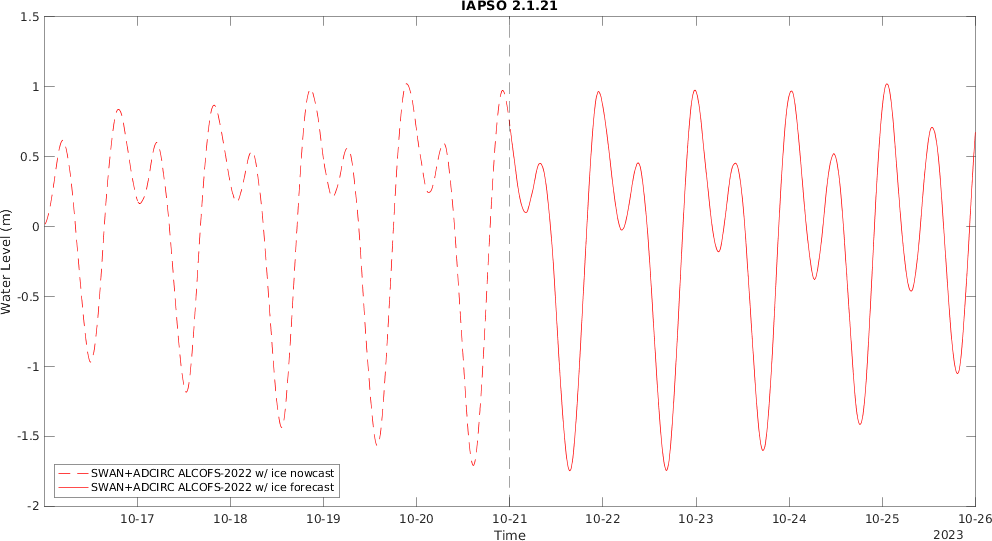 IAPSO 2.1.21
1.5
1
0.5
0
-0.5
-1
-1.5
-2
Water Level (m)
SWAN+ADCIRC ALCOFS-2022 w/ ice nowcast
SWAN+ADCIRC ALCOFS-2022 w/ ice forecast
10-17 10-18 10-19 10-20 10-21 10-22 10-23 10-24 10-25 10-26
Time
2023